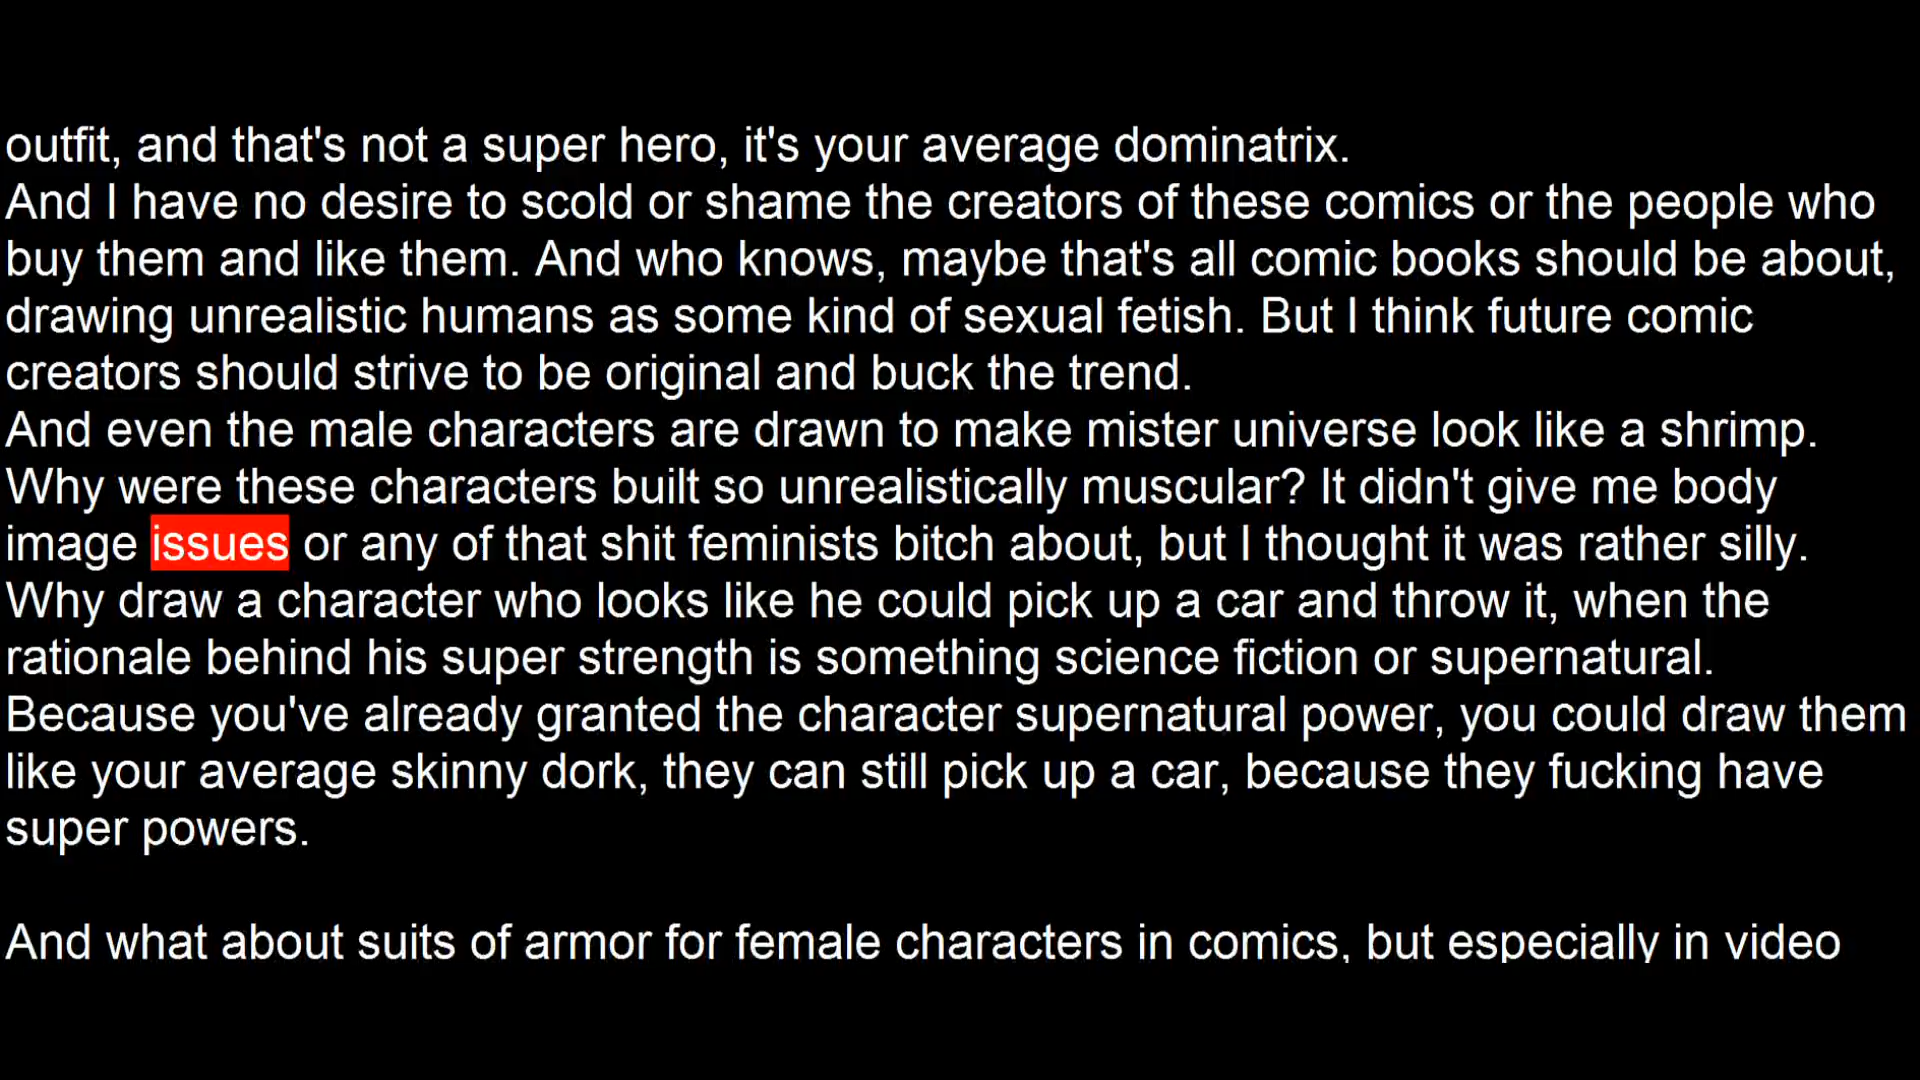 outfit, and that's not a super hero, it's your average dominatrix.
And I have no desire to scold or shame the creators of these comics or the people who
buy them and like them. And who knows, maybe that's all comic books should be about,
drawing unrealistic humans as some kind of sexual fetish. But I think future comic
creators should strive to be original and buck the trend.
And even the male characters are drawn to make mister universe look like a shrimp.
Why were these characters built so unrealistically muscular? It didn't give me body
image issues or any of that shit feminists bitch about, but I thought it was rather silly.
Why draw a character who looks like he could pick up a car and throw it, when the
rationale behind his super strength is something science fiction or supernatural.
Because you've already granted the character supernatural power, you could draw them
like your average skinny dork, they can still pick up a car, because they fucking have
super powers.
And what about suits of armor for female characters in comics, but especially in video